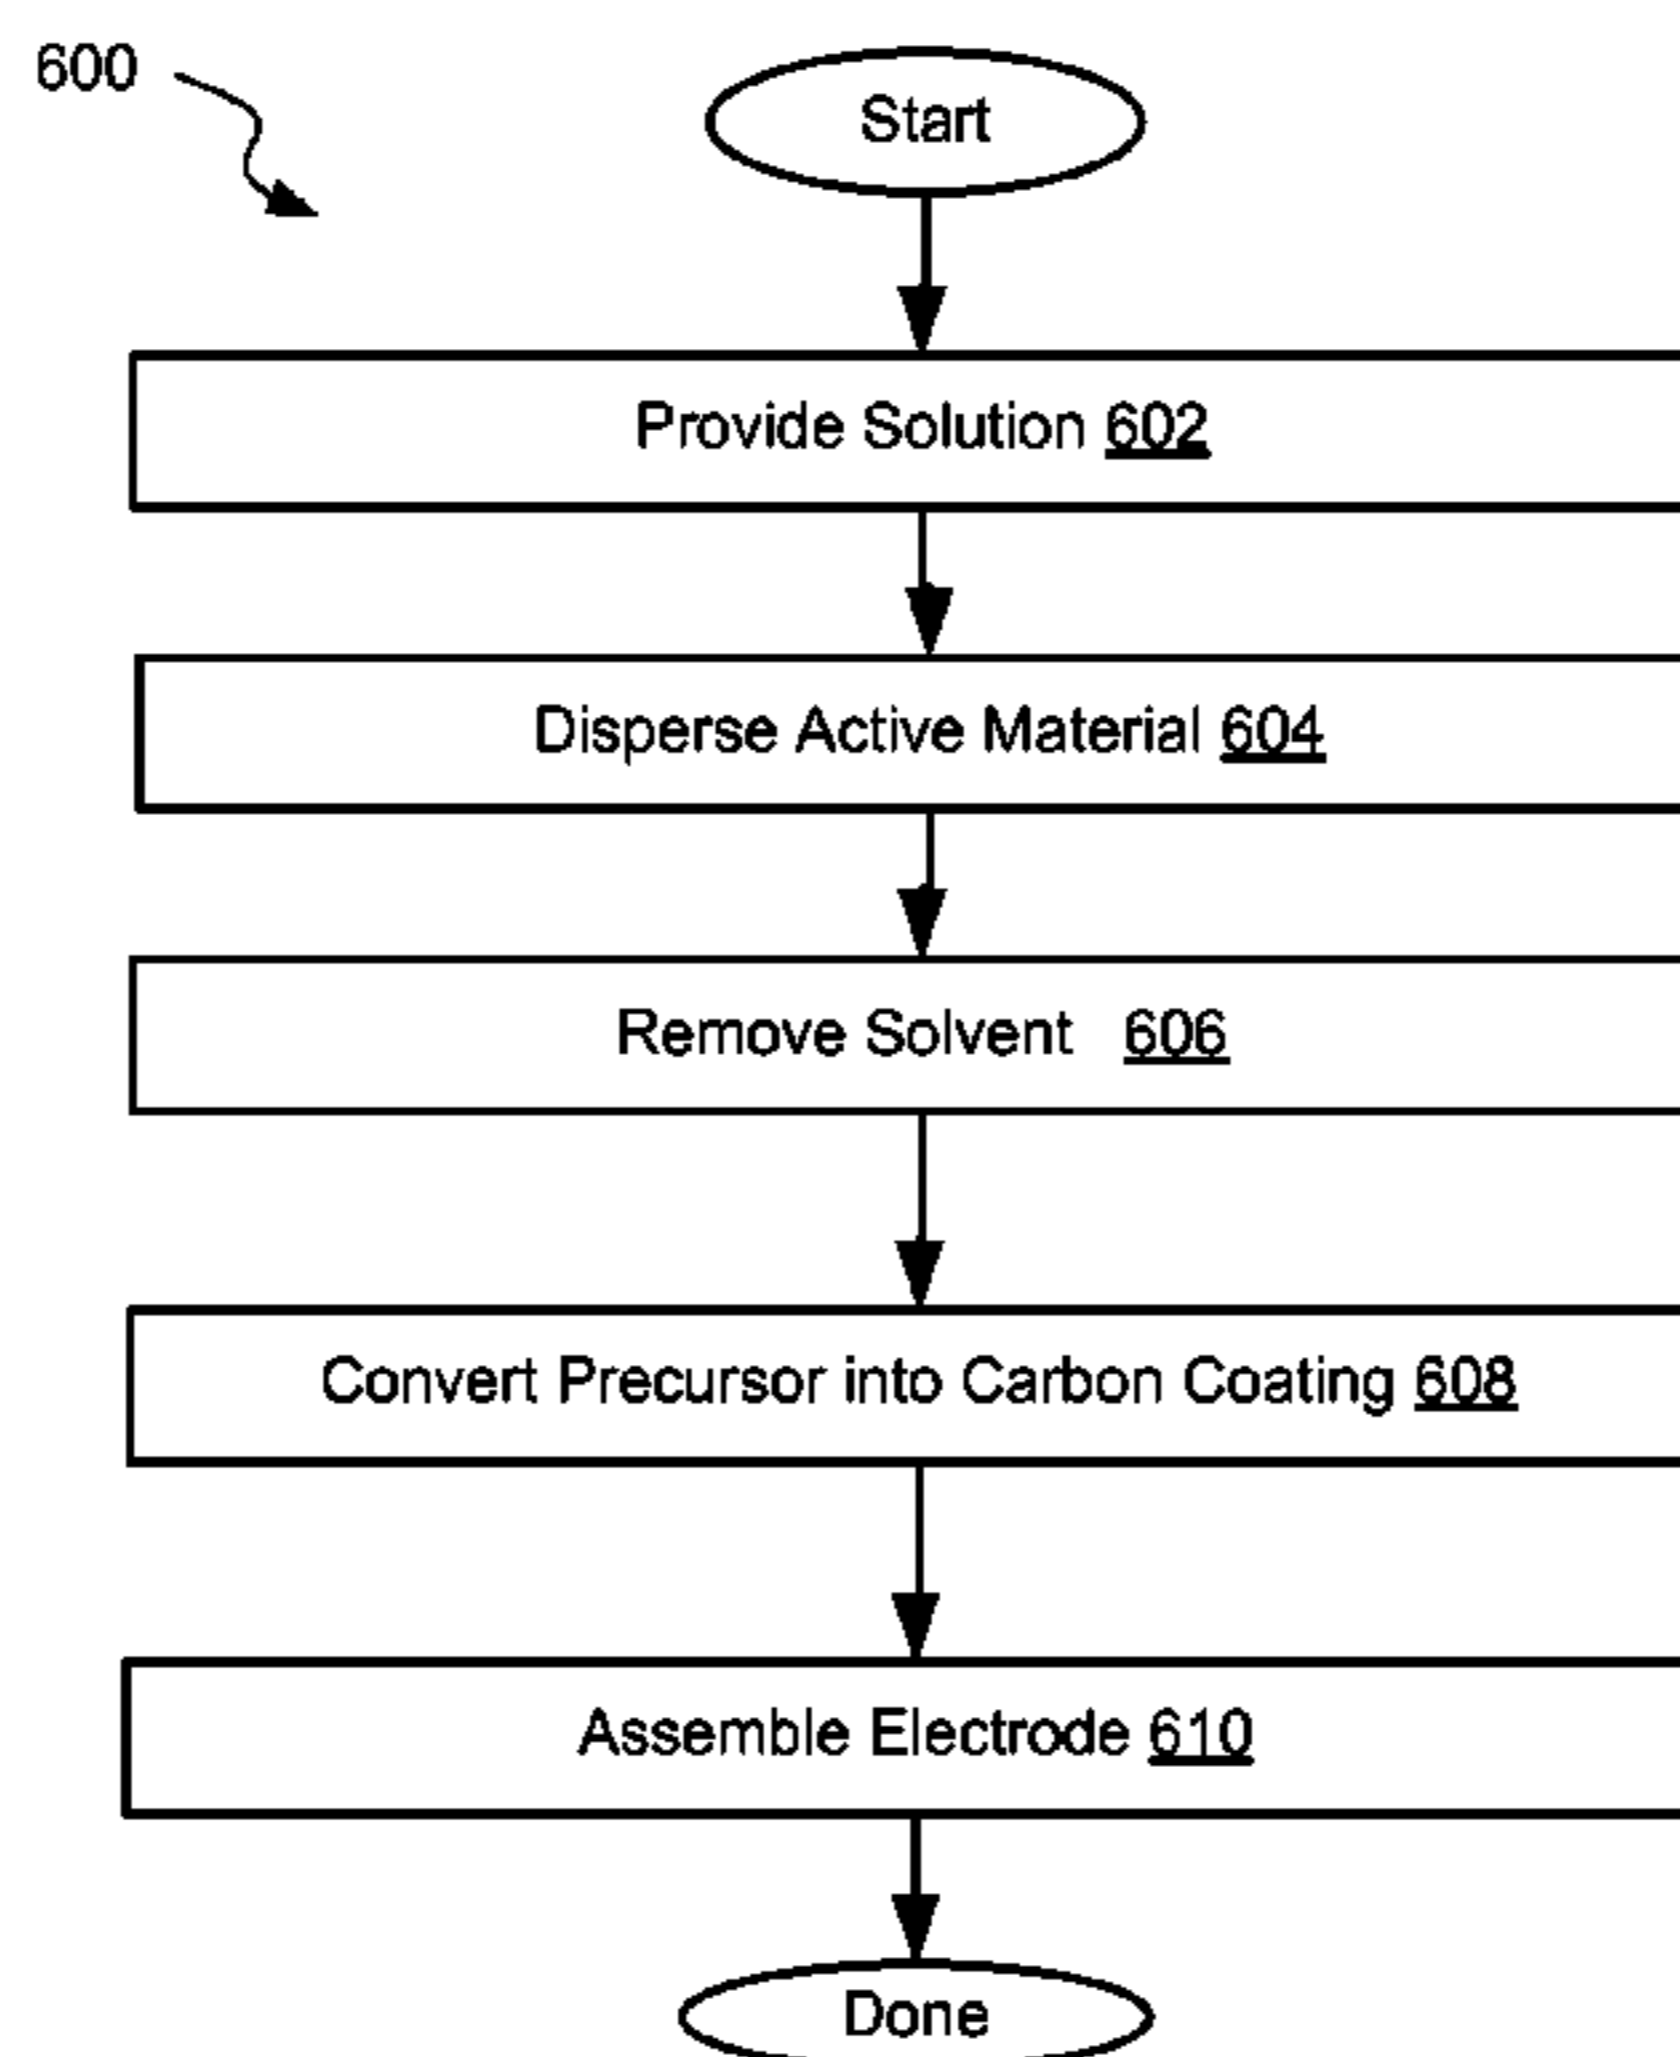 600
Start
Provide Solution 602
Disperse Active Material 604
Remove Solvent 606
Convert Precursor into Carbon Coating 608
Assemble Electrode 610
Done